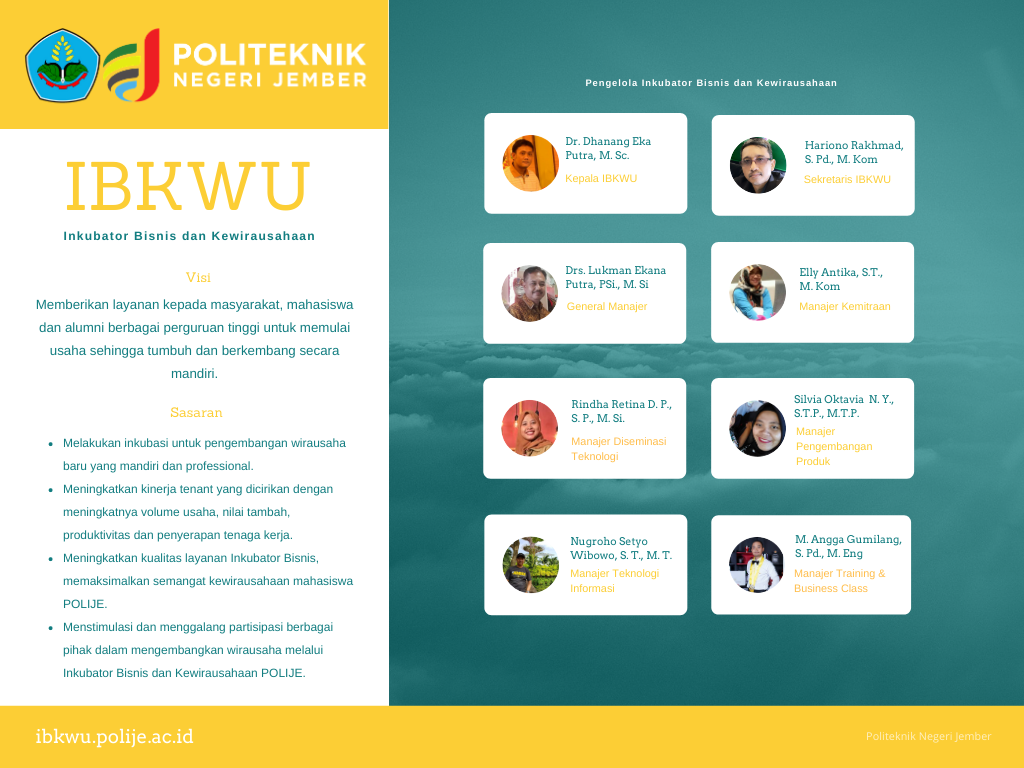 POLITEKNIK
NEGERI JEMBER
IBKWU
Inkubator Bisnis dan Kewirausahaan
Visi
Memberikan layanan kepada masyarakat, mahasiswa
dan alumni berbagai perguruan tinggi untuk memulai
usaha sehingga tumbuh dan berkembang secara
mandiri.
Sasaran
• Melakukan inkubasi untuk pengembangan wirausaha
baru yang mandiri dan professional.
• Meningkatkan kinerja tenant yang dicirikan dengan
meningkatnya volume usaha, nilai tambah,
produktivitas dan penyerapan tenaga kerja.
• Meningkatkan kualitas layanan Inkubator Bisnis,
memaksimalkan semangat kewirausahaan mahasiswa
POLIJE.
• Menstimulasi dan menggalang partisipasi berbagai
pihak dalam mengembangkan wirausaha melalui
Inkubator Bisnis dan Kewirausahaan POLIJE.
Pengelola Inkubator Bisnis dan Kewirausahaan
Dr. Dhanang Eka
Putra, M. Sc.
Kepala IBKWU
Hariono Rakhmad,
S. Pd., M. Kom
Sekretaris IBKWU
Drs. Lukman Ekana
Putra, PSi., M. Si
General Manajer
Elly Antika, S.T.,
M. Kom
Manajer Kemitraan
Rindha Retina D. P.,
S. P., M. Si.
Manajer Diseminasi
Teknologi
Silvia Oktavia N. Y.,
S.T.P., M.T.P.
Manajer
Pengembangan
Produk
Nugroho Setyo
Wibowo, S. T., M. T.
Manajer Teknologi
Informasi
M. Angga Gumilang,
S. Pd., M. Eng
Manajer Training &
Business Class
ibkwu.polije.ac.id
Politeknik Negeri Jember